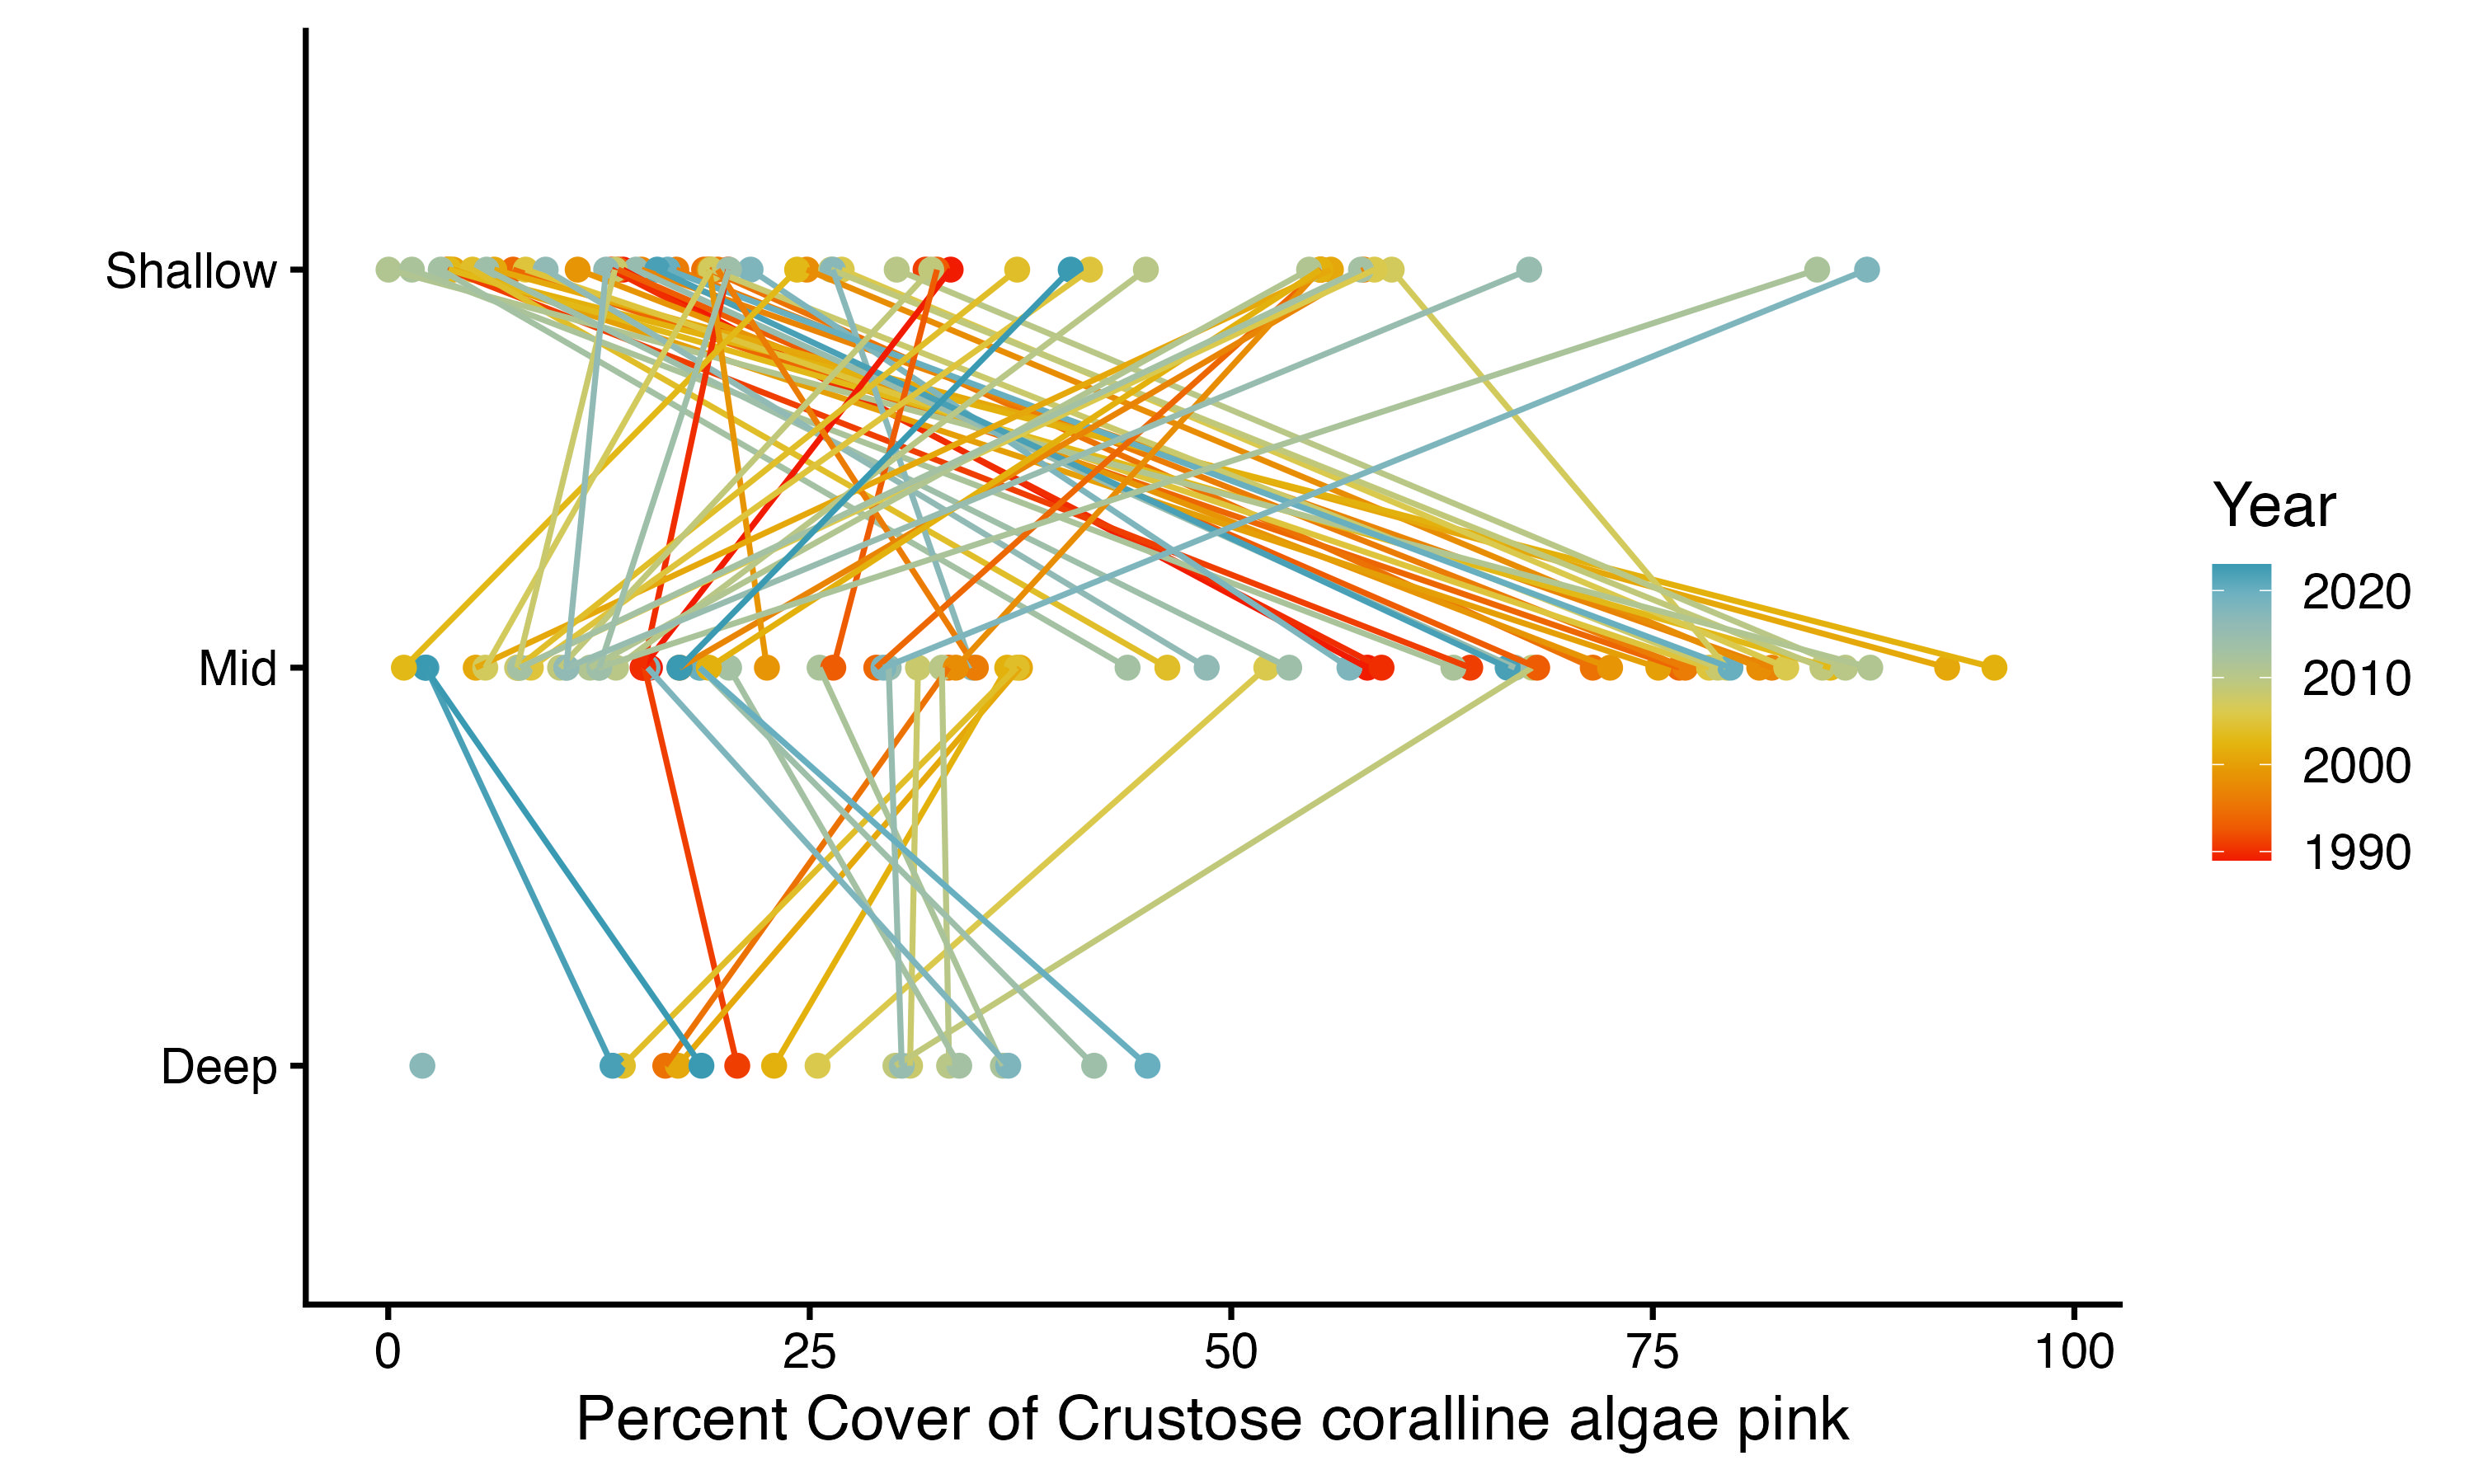 Shallow
Mid
Deep
0 25 50 75 100
Percent Cover of Crustose coralline algae pink
Year
2020
2010
2000
1990